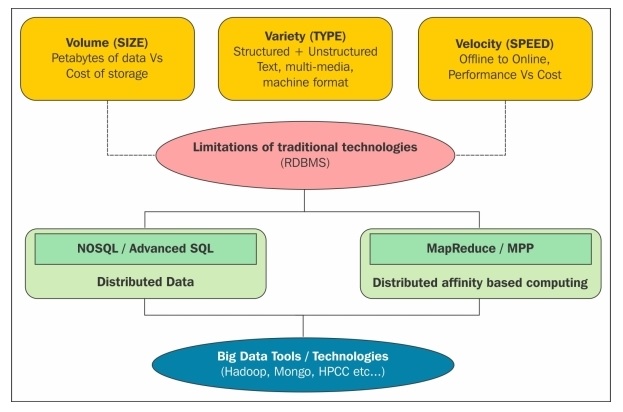 Volume (SIZE)
Petabytes of data Vs
Cost of storage
Variety (TYPE)
Structured + Unstructured
Text, multi-media,
machine format
Velocity (SPEED)
Offline to Online,
Performance Vs Cost
Limitations of traditional technologies
(RDBMS)
NOSQL / Advanced SQL
Distributed Data
MapReduce / MPP
Distributed affinity based computing
Big Data Tools / Technologies
(Hadoop, Mongo, HPCC etc...)